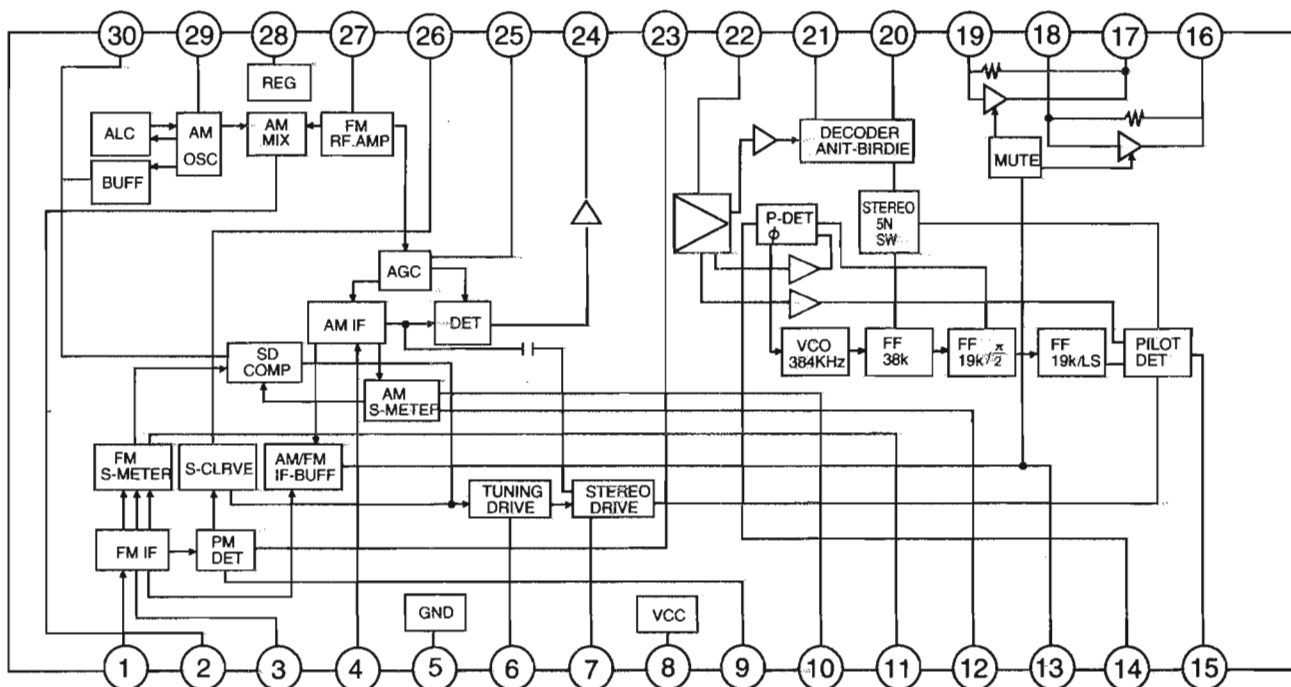 30 29 28 27 26 25 24 23 22 21 20 19 18 17 16
REG
ALC
AM
OSC
AM
MIX
FM
RF.AMP
BUFF
DECODER
ANIT-BIRDIE
MUTE
STEREO
5N
SW
P-DET
ϕ
AGC
AM IF
DET
SD
COMP
AM
S-METER
VCO
384KHz
FF
38k
FF
19k π/2
FF
19k/LS
PILOT
DET
FM
S-METER
S-CLRVE
AM/FM
IF-BUFF
TUNING
DRIVE
STEREO
DRIVE
FM IF
PM
DET
GND
VCC
1 2 3 4 5 6 7 8 9 10 11 12 13 14 15